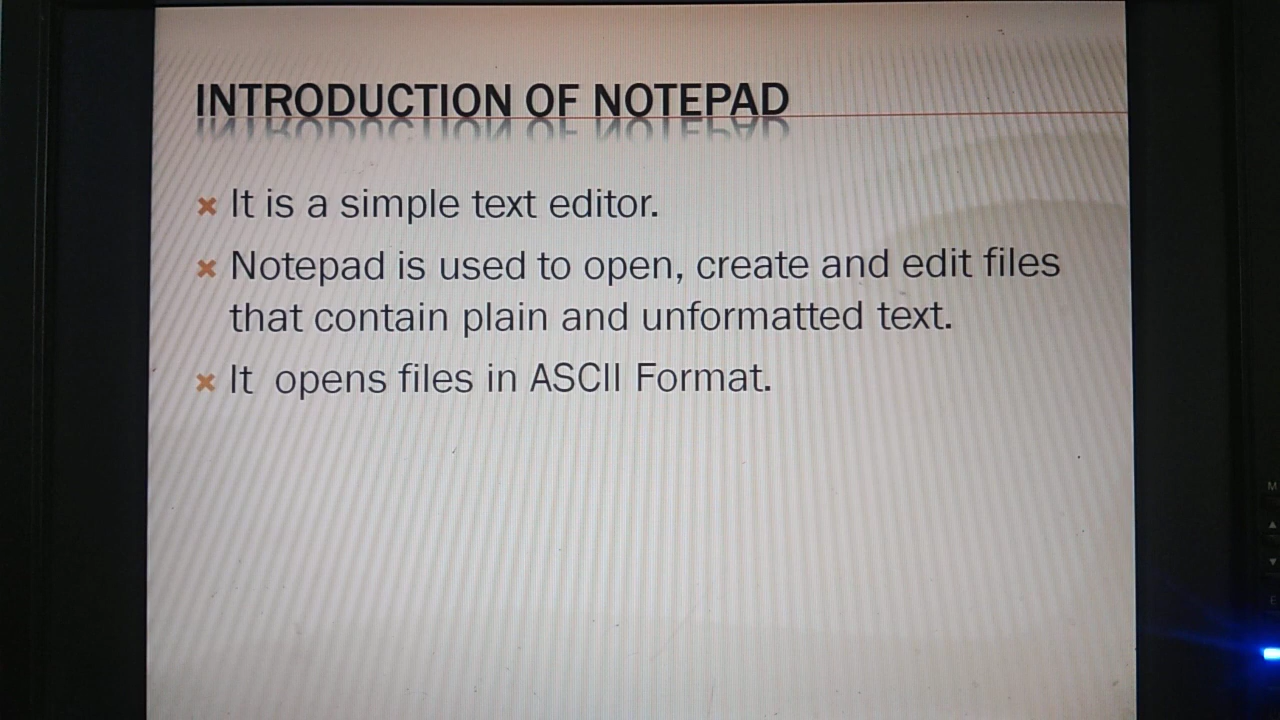 INTRODUCTION OF NOTEPAD
It is a simple text editor.
Notepad is used to open, create and edit files
that contain plain and unformatted text.
It  opens files in ASCII Format.
M